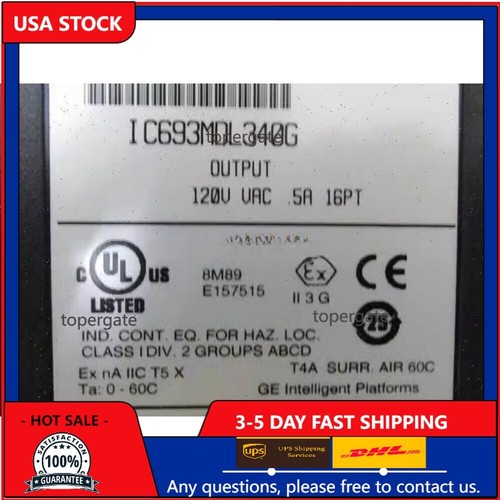 USA STOCK
IC693MDL340G
topergate
OUTPUT
120V VAC .5A 16PT
C UL US
LISTED
8M89
E157515
Ex
II 3 G
25
topergate
topergate
IND. CONT. EQ. FOR HAZ. LOC.
CLASS I DIV. 2 GROUPS ABCD
Ex nA IIC T5 X
T4A SURR. AIR 60C
Ta: 0 - 60C
GE Intelligent Platforms
- HOT SALE -
3-5 DAY FAST SHIPPING
SATISFACTION
100%
GUARANTEE
ups
UPS Shipping
Services
DHL
Any questions, please feel free to contact us.